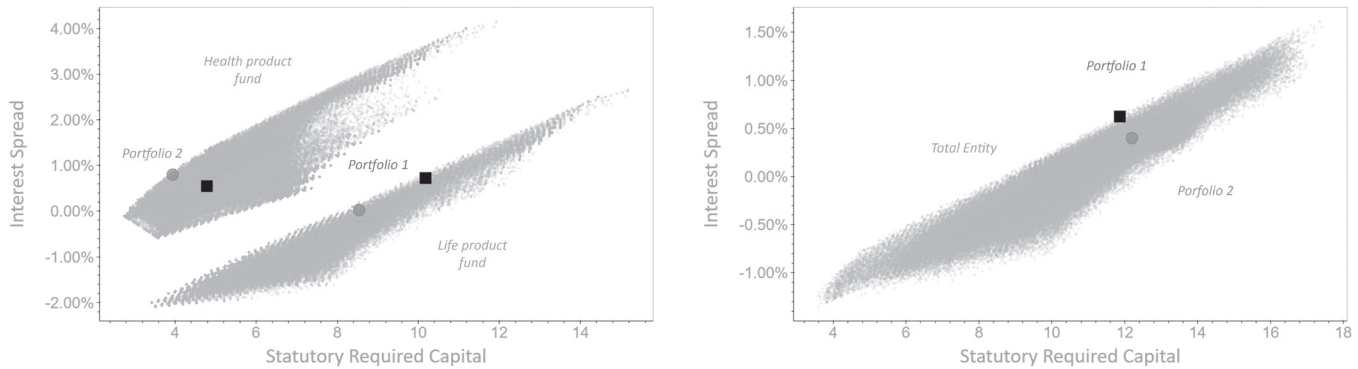 4.00%
3.00%
2.00%
1.00%
0.00%
-1.00%
-2.00%
Interest Spread
Health product
fund
Portfolio 2
Portfolio 1
Life product
fund
4 6 8 10 12 14
Statutory Required Capital
1.50%
1.00%
0.50%
0.00%
-0.50%
-1.00%
Interest Spread
Portfolio 1
Total Entity
Porfolio 2
4 6 8 10 12 14 16 18
Statutory Required Capital